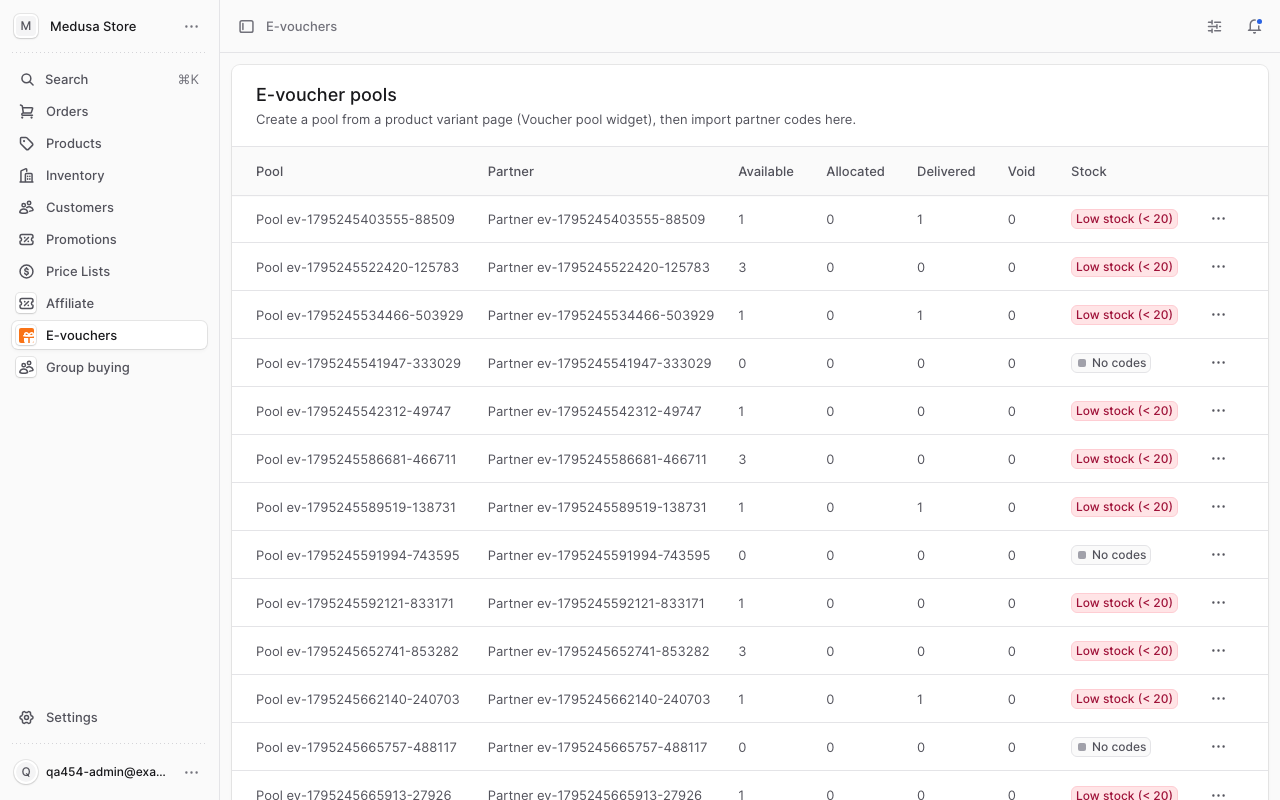 M Medusa Store
Search ⌘K
Orders
Products
Inventory
Customers
Promotions
Price Lists
Affiliate
E-vouchers
Group buying
Settings
Q qa454-admin@exa...
E-vouchers
E-voucher pools
Create a pool from a product variant page (Voucher pool widget), then import partner codes here.
Pool Partner Available Allocated Delivered Void Stock
Pool ev-1795245403555-88509 Partner ev-1795245403555-88509 1 0 1 0 Low stock (< 20)
Pool ev-1795245522420-125783 Partner ev-1795245522420-125783 3 0 0 0 Low stock (< 20)
Pool ev-1795245534466-503929 Partner ev-1795245534466-503929 1 0 1 0 Low stock (< 20)
Pool ev-1795245541947-333029 Partner ev-1795245541947-333029 0 0 0 0 No codes
Pool ev-1795245542312-49747 Partner ev-1795245542312-49747 1 0 0 0 Low stock (< 20)
Pool ev-1795245586681-466711 Partner ev-1795245586681-466711 3 0 0 0 Low stock (< 20)
Pool ev-1795245589519-138731 Partner ev-1795245589519-138731 1 0 1 0 Low stock (< 20)
Pool ev-1795245591994-743595 Partner ev-1795245591994-743595 0 0 0 0 No codes
Pool ev-1795245592121-833171 Partner ev-1795245592121-833171 1 0 0 0 Low stock (< 20)
Pool ev-1795245652741-853282 Partner ev-1795245652741-853282 3 0 0 0 Low stock (< 20)
Pool ev-1795245662140-240703 Partner ev-1795245662140-240703 1 0 1 0 Low stock (< 20)
Pool ev-1795245665757-488117 Partner ev-1795245665757-488117 0 0 0 0 No codes
Pool ev-1795245665913-27926 Partner ev-1795245665913-27926 1 0 0 0 Low stock (< 20)